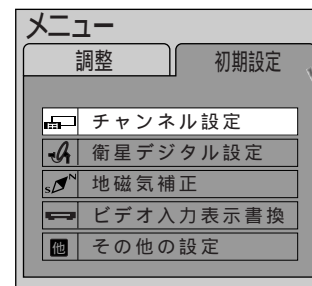 メニュー
調整 初期設定
チャンネル設定
衛星デジタル設定
S N 地磁気補正
ビデオ入力表示書換
他 その他の設定